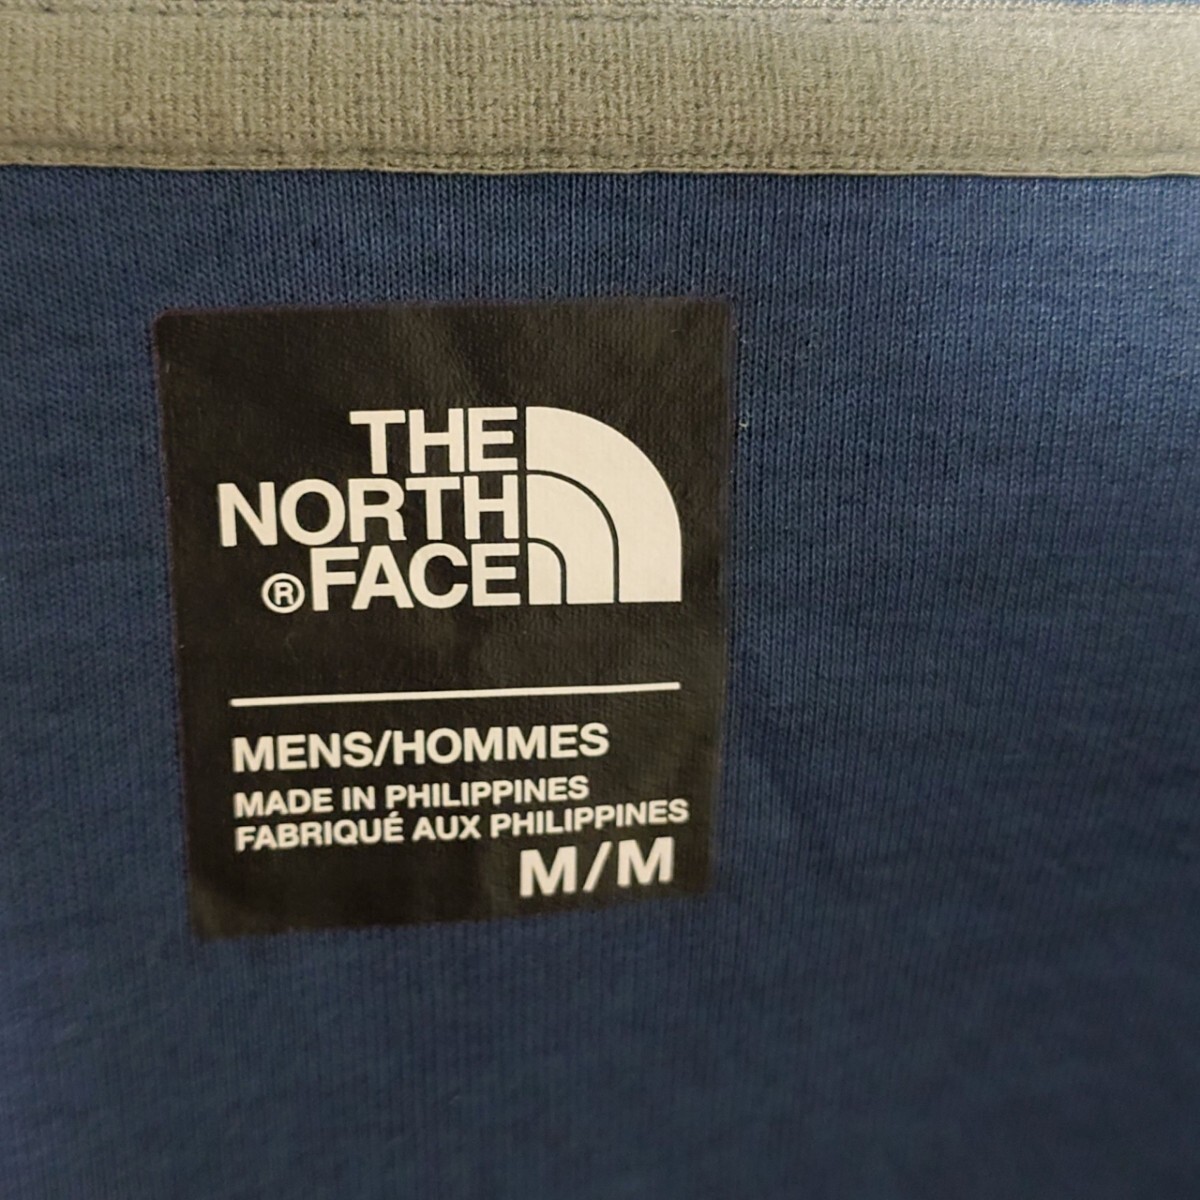 THE
NORTH
®FACE
MENS/HOMMES
MADE IN PHILIPPINES
FABRIQUÉ AUX PHILIPPINES
M/M